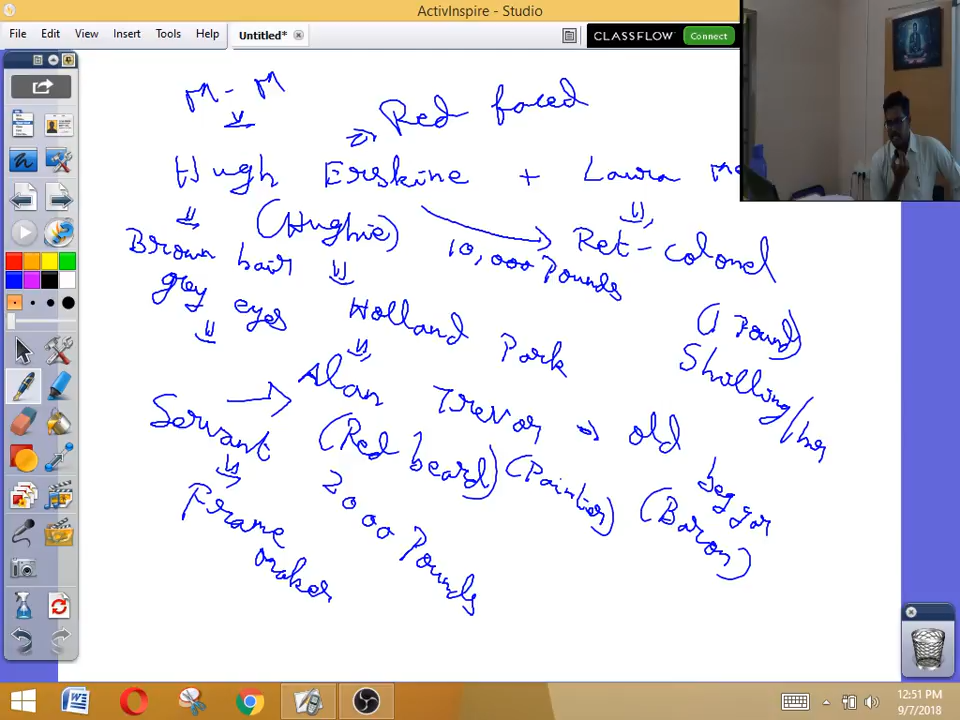 ActivInspire - Studio
File Edit View Insert Tools Help Untitled*
CLASSFLOW Connect
M - M
Red faced
Hugh Erskine + Laura Me
(Hughie)
Ret - colonel
10,000 Pounds
Brown hair
grey eyes
Holland Park
(1 Pound)
Shilling/
Alan Trevor old beggar
Servant
(Red beard) (Painter) (Baron)
2000 Pounds
Frame maker
12:51 PM
9/7/2018